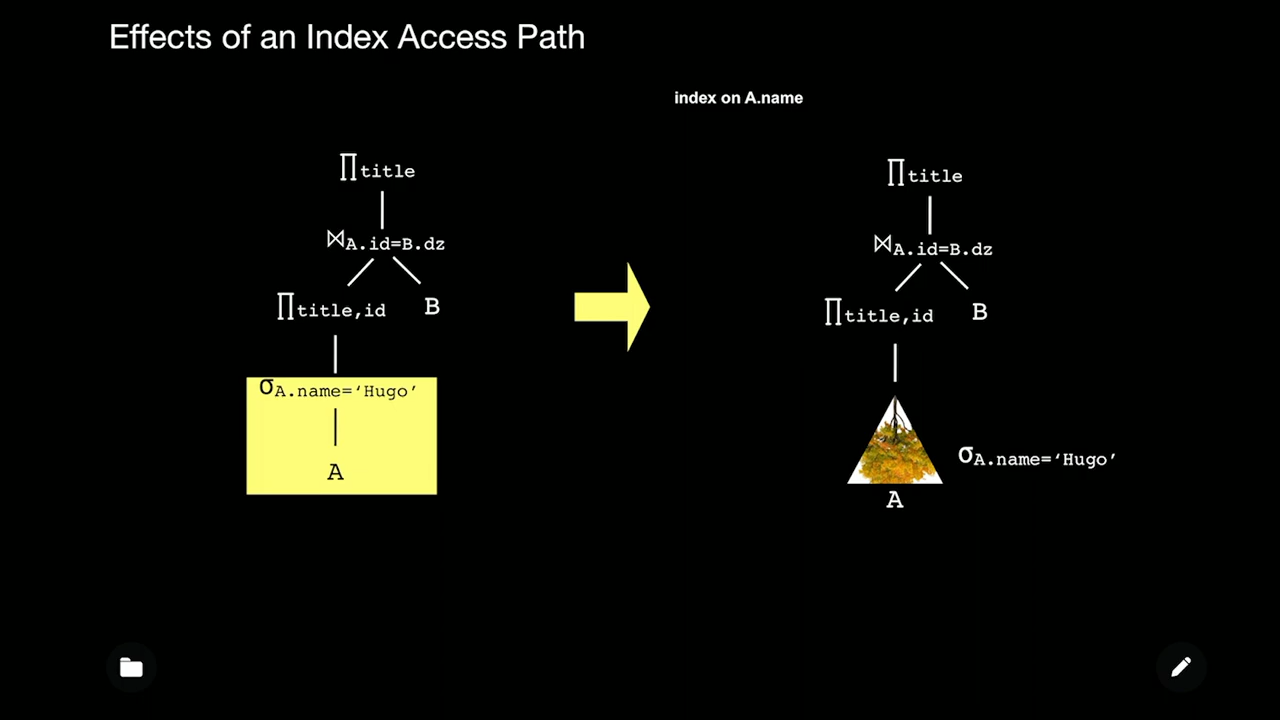 Effects of an Index Access Path
index on A.name
∏title
⋈A.id=B.dz
∏title,id
B
σA.name=‘Hugo’
A
∏title
⋈A.id=B.dz
∏title,id
B
σA.name=‘Hugo’
A